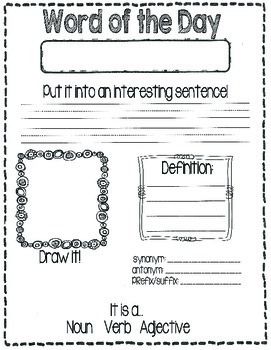 Word of the Day
Put it into an interesting sentence!
Definition:
Draw it!
synonym:
antonym:
Prefix/suffix:
It is a...
Noun Verb Adjective